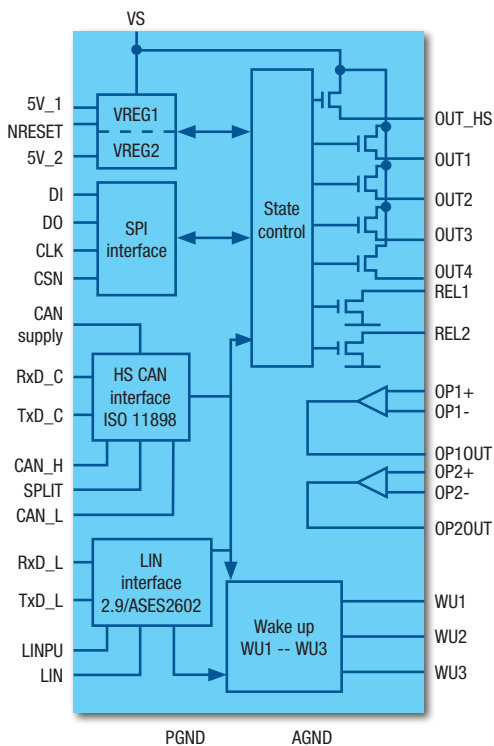 VS
5V_1
NRESET
5V_2
VREG1
VREG2
DI
DO
CLK
CSN
SPI
interface
State
control
OUT_HS
OUT1
OUT2
OUT3
OUT4
REL1
REL2
CAN
supply
RxD_C
TxD_C
HS CAN
interface
ISO 11898
CAN_H
SPLIT
CAN_L
OP1+
OP1-
OP1OUT
OP2+
OP2-
OP2OUT
RxD_L
TxD_L
LIN
interface
2.9/ASES2602
LINPU
LIN
Wake up
WU1 -- WU3
WU1
WU2
WU3
PGND
AGND